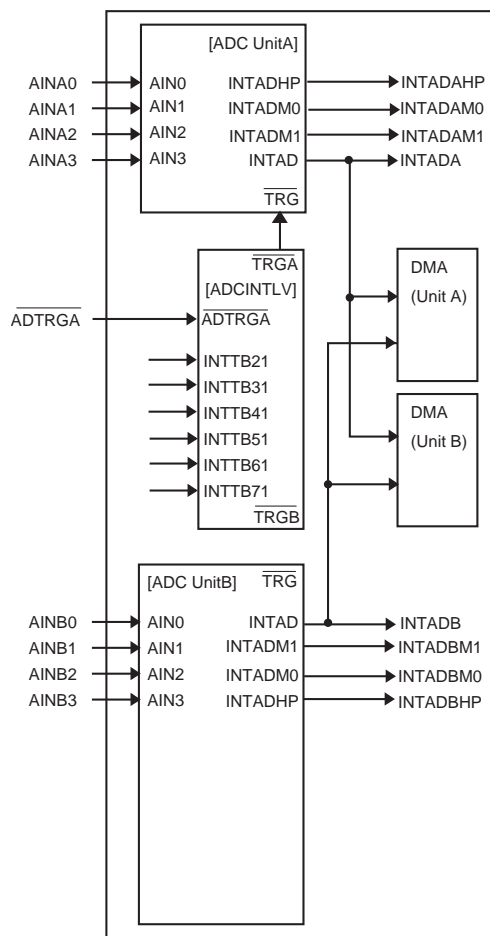 [ADC UnitA]
AINA0 AIN0 INTADHP INTADAHP
AINA1 AIN1 INTADM0 INTADAM0
AINA2 AIN2 INTADM1 INTADAM1
AINA3 AIN3 INTAD INTADA
TRG
TRGA
[ADCINTLV]
ADTRGA ADTRGA
INTTB21
INTTB31
INTTB41
INTTB51
INTTB61
INTTB71
TRGB
DMA
(Unit A)
DMA
(Unit B)
[ADC UnitB] TRG
AINB0 AIN0 INTAD INTADB
AINB1 AIN1 INTADM1 INTADBM1
AINB2 AIN2 INTADM0 INTADBM0
AINB3 AIN3 INTADHP INTADBHP